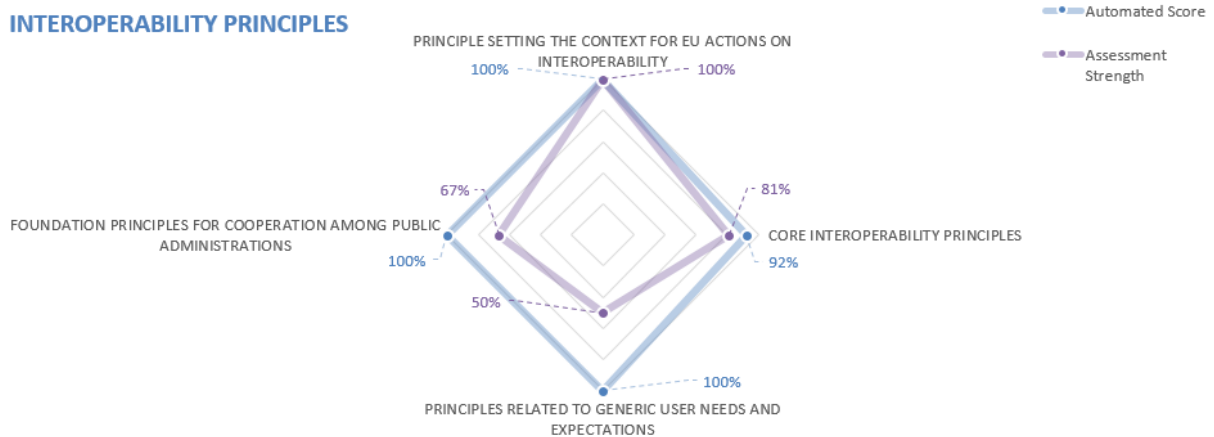 INTEROPERABILITY PRINCIPLES
Automated Score
Assessment
Strength
PRINCIPLE SETTING THE CONTEXT FOR EU ACTIONS ON
INTEROPERABILITY
100%
100%
67%
81%
FOUNDATION PRINCIPLES FOR COOPERATION AMONG PUBLIC
ADMINISTRATIONS
CORE INTEROPERABILITY PRINCIPLES
100%
92%
50%
100%
PRINCIPLES RELATED TO GENERIC USER NEEDS AND
EXPECTATIONS